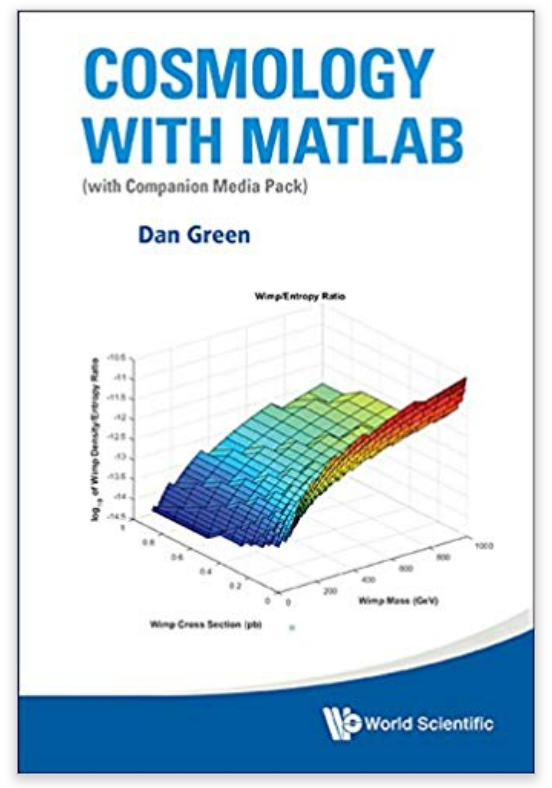 COSMOLOGY
WITH MATLAB
(with Companion Media Pack)
Dan Green
Wimp/Entropy Ratio
log10 of Wimp Density/Entropy Ratio
-10.5
-11
-11.5
-12
-12.5
-13
-13.5
-14
-14.5
1
0.8
0.6
0.4
0.2
0
0
200
400
600
800
1000
Wimp Cross Section (pb)
Wimp Mass (GeV)
World Scientific